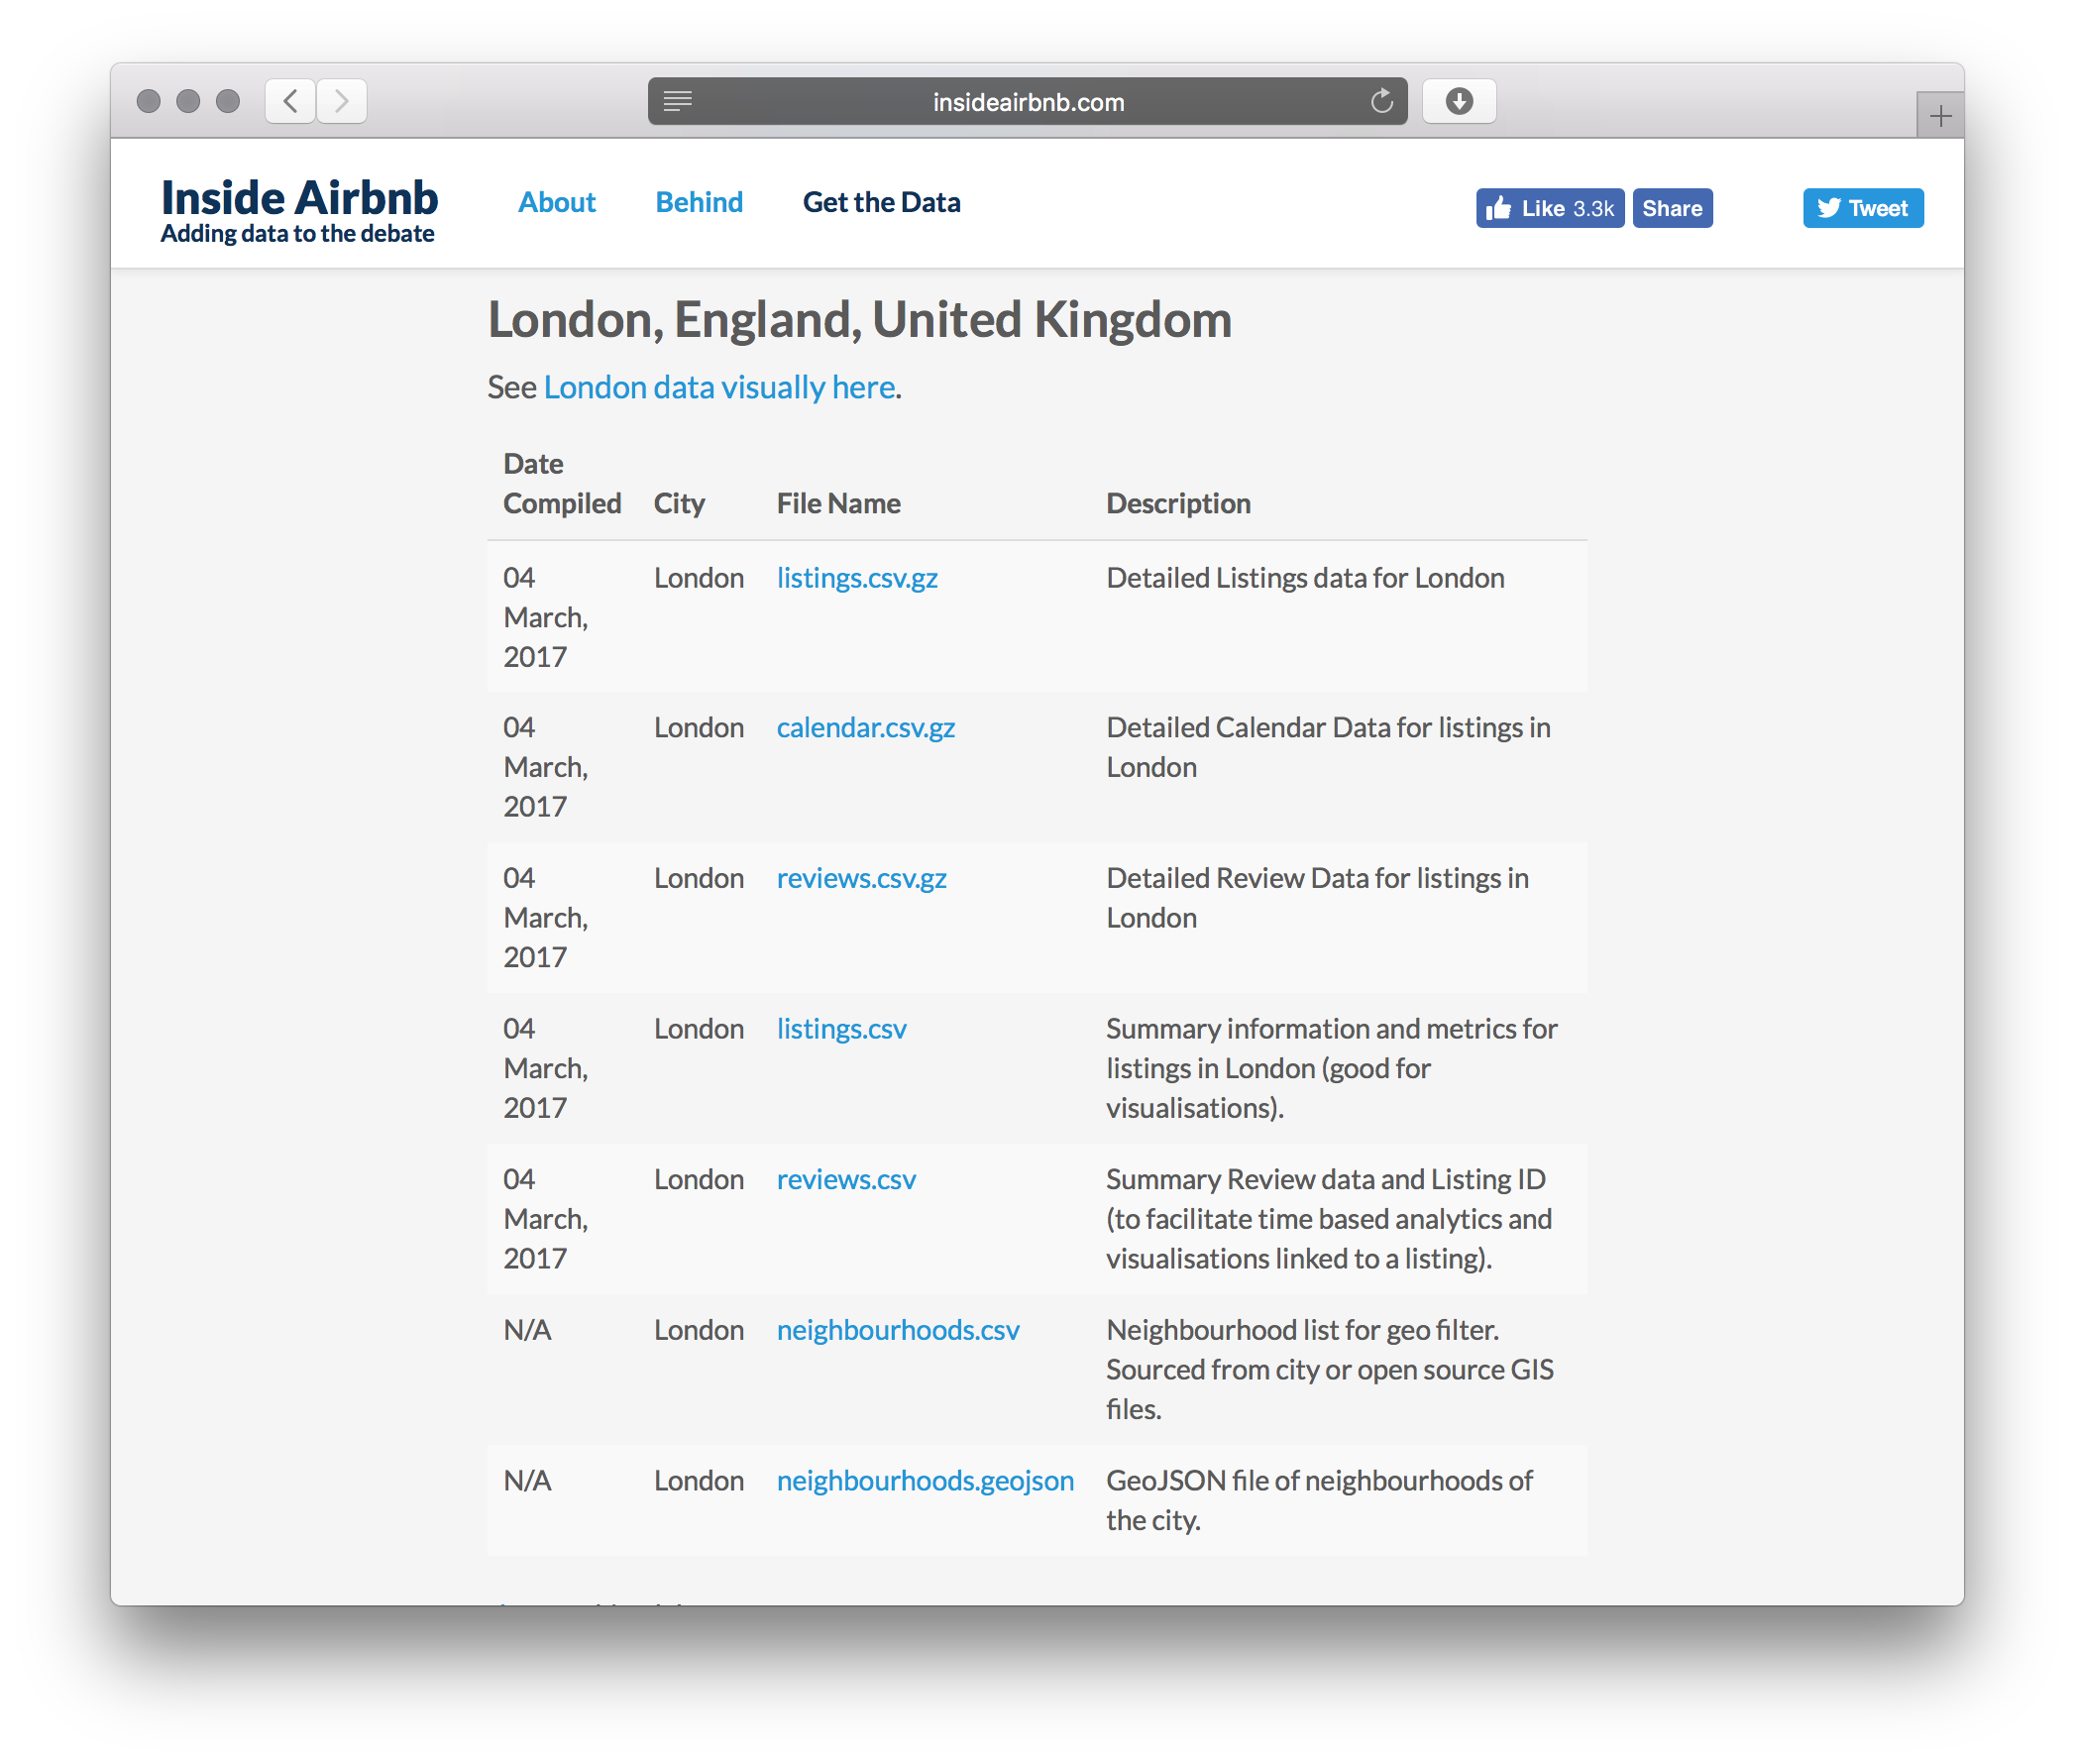 insideairbnb.com
Inside Airbnb
Adding data to the debate
About
Behind
Get the Data
Like 3.3k
Share
Tweet
London, England, United Kingdom
See London data visually here.
Date
Compiled City File Name Description
04 London listings.csv.gz Detailed Listings data for London
March,
2017
04 London calendar.csv.gz Detailed Calendar Data for listings in
March, London
2017
04 London reviews.csv.gz Detailed Review Data for listings in
March, London
2017
04 London listings.csv Summary information and metrics for
March, listings in London (good for
2017 visualisations).
04 London reviews.csv Summary Review data and Listing ID
March, (to facilitate time based analytics and
2017 visualisations linked to a listing).
N/A London neighbourhoods.csv Neighbourhood list for geo filter.
Sourced from city or open source GIS
files.
N/A London neighbourhoods.geojson GeoJSON file of neighbourhoods of
the city.